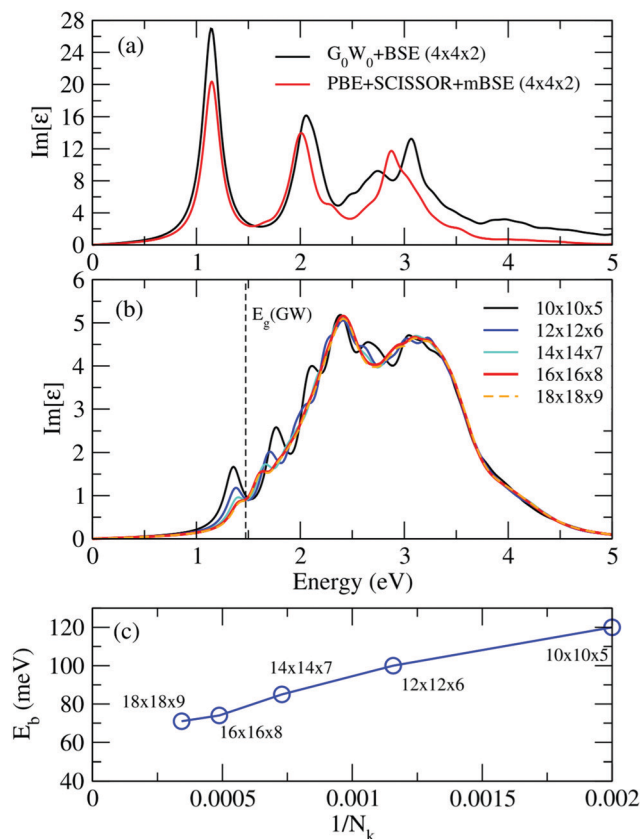 (a)
G₀W₀+BSE (4x4x2)
PBE+SCISSOR+mBSE (4x4x2)
Im[ε]
28
24
20
16
12
8
4
0
0 1 2 3 4 5
(b)
E_g(GW)
10x10x5
12x12x6
14x14x7
16x16x8
18x18x9
Im[ε]
6
5
4
3
2
1
0
0 1 2 3 4 5
Energy (eV)
(c)
E_b (meV)
120
100
80
60
40
18x18x9
16x16x8
14x14x7
12x12x6
10x10x5
0 0.0005 0.001 0.0015 0.002
1/N_k